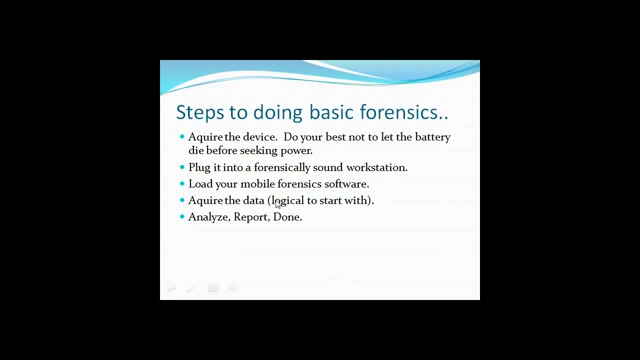 Steps to doing basic forensics..
Aquire the device. Do your best not to let the battery
die before seeking power.
Plug it into a forensically sound workstation.
Load your mobile forensics software.
Aquire the data (logical to start with).
Analyze, Report, Done.